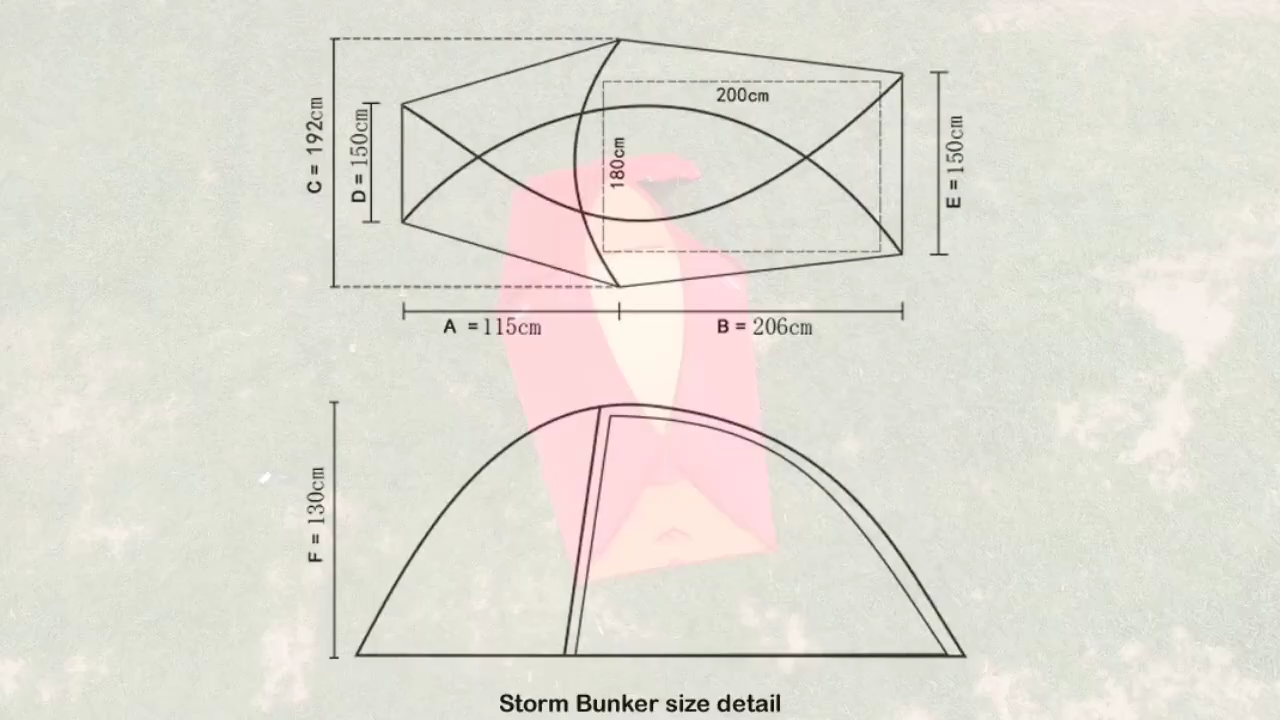 C = 192cm
D = 150cm
200cm
180cm
E = 150cm
A = 115cm
B = 206cm
F = 130cm
Storm Bunker size detail